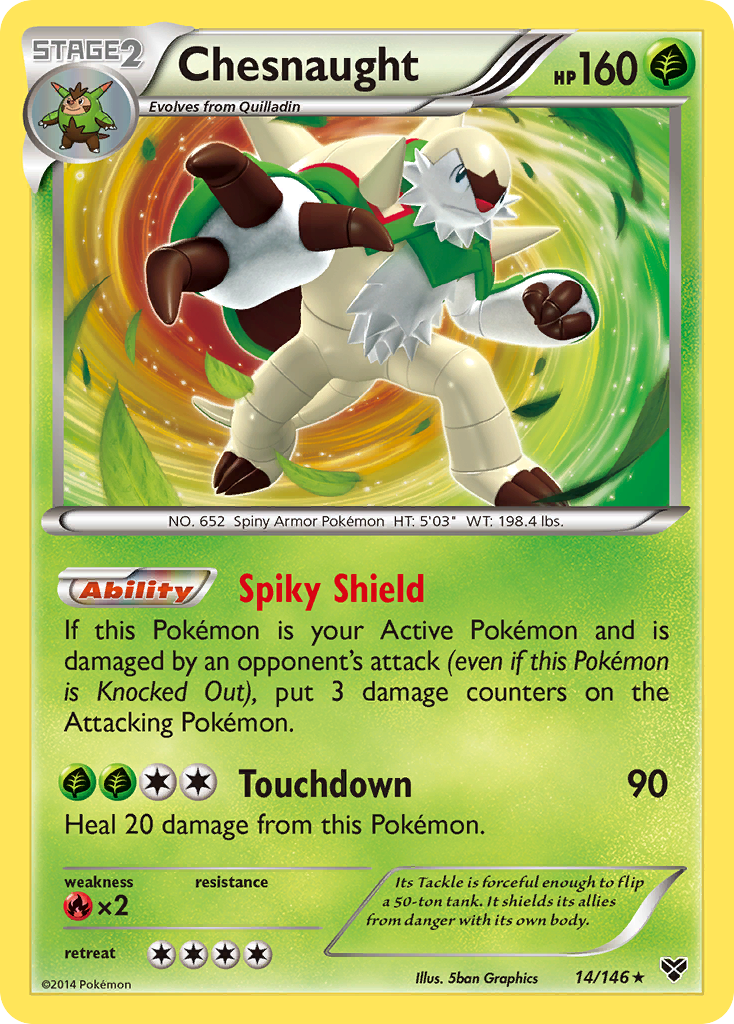 STAGE2
Chesnaught
HP160
Evolves from Quilladin
NO. 652 Spiny Armor Pokémon HT: 5'03" WT: 198.4 lbs.
Ability Spiky Shield
If this Pokémon is your Active Pokémon and is
damaged by an opponent's attack (even if this Pokémon
is Knocked Out), put 3 damage counters on the
Attacking Pokémon.
Touchdown 90
Heal 20 damage from this Pokémon.
weakness resistance
×2
Its Tackle is forceful enough to flip
a 50-ton tank. It shields its allies
from danger with its own body.
retreat
©2014 Pokémon
Illus. 5ban Graphics
14/146★